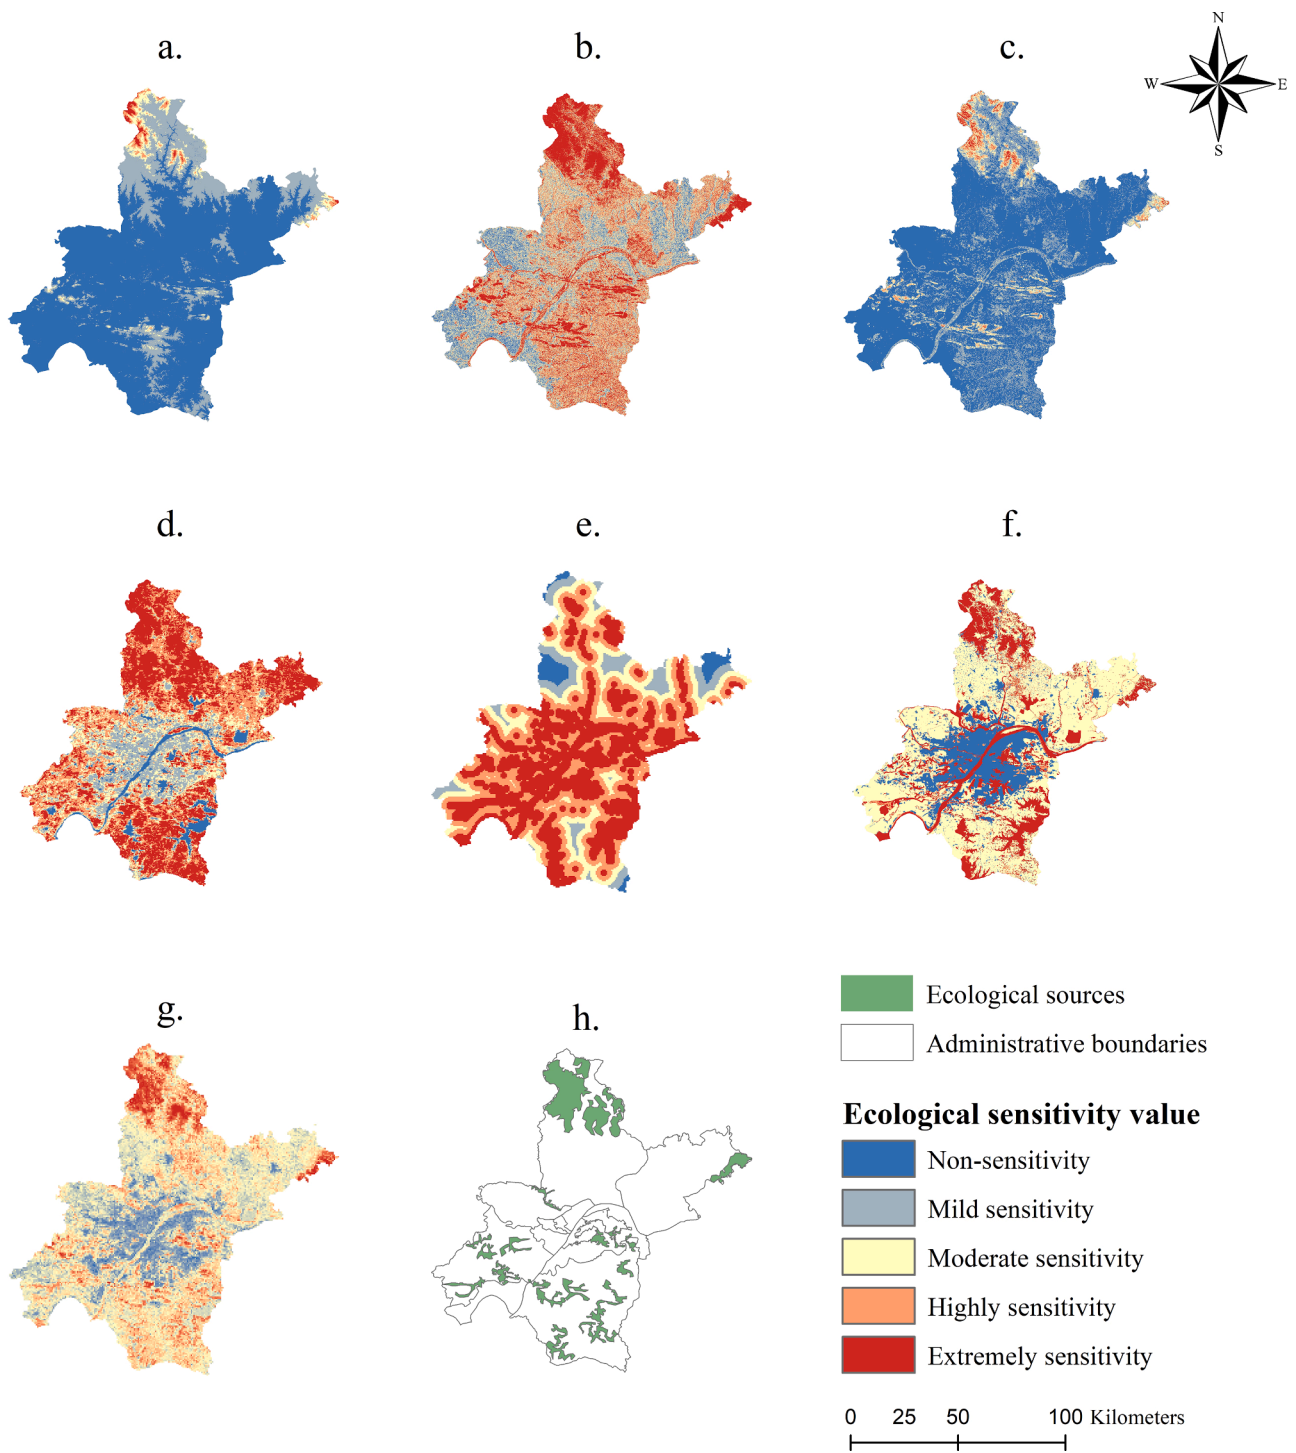 a.
b.
c.
N
W
E
S
d.
e.
f.
g.
h.
Ecological sources
Administrative boundaries
Ecological sensitivity value
Non-sensitivity
Mild sensitivity
Moderate sensitivity
Highly sensitivity
Extremely sensitivity
0 25 50 100 Kilometers